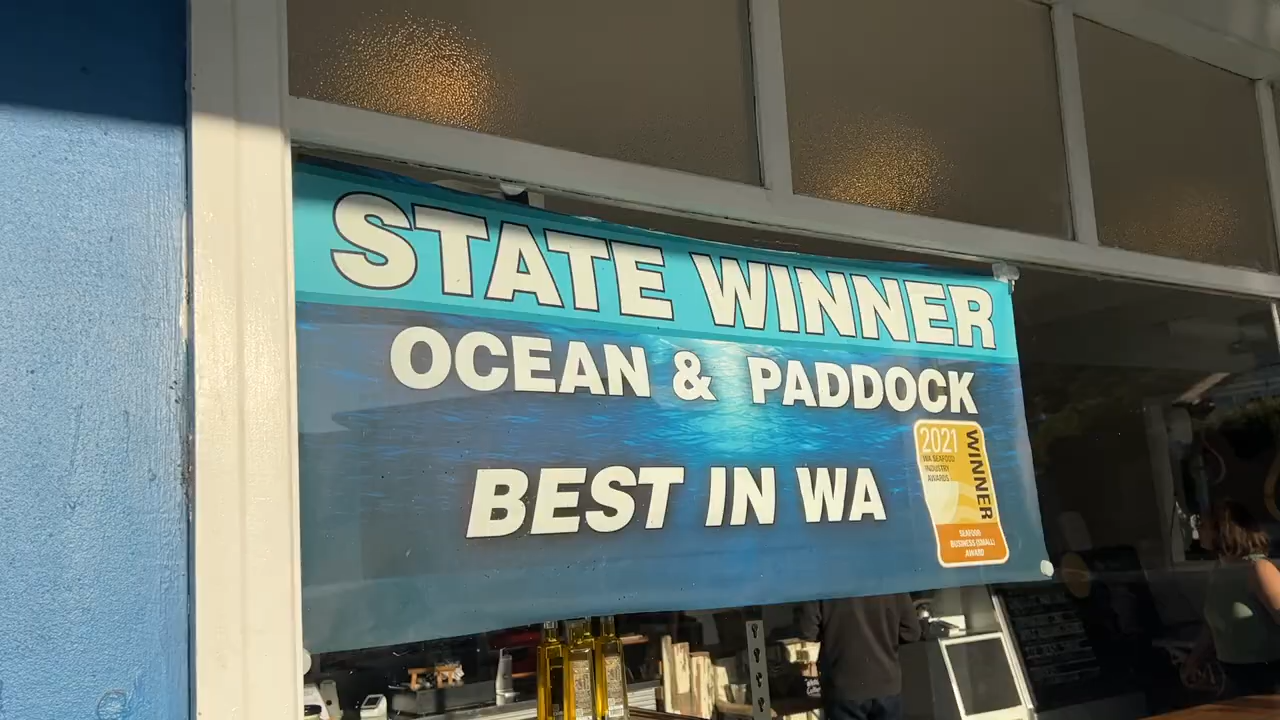 STATE WINNER
OCEAN & PADDOCK
BEST IN WA
2021
WA SEAFOOD
INDUSTRY
AWARDS
WINNER
SEAFOOD
BUSINESS (SMALL)
AWARD